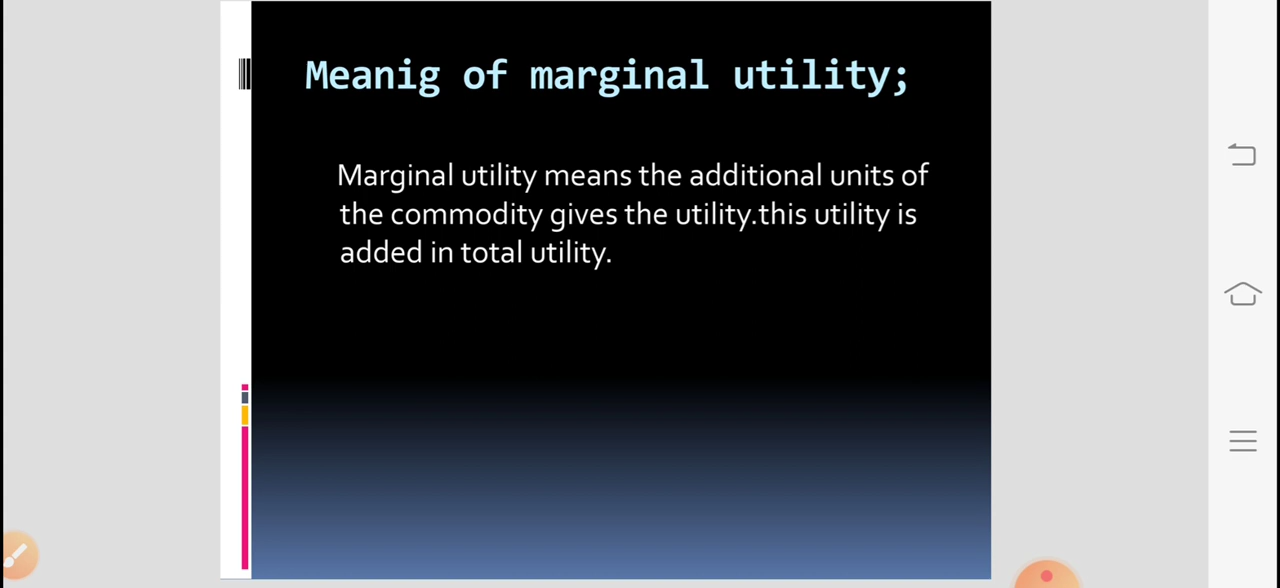 Meanig of marginal utility;
Marginal utility means the additional units of
the commodity gives the utility.this utility is
added in total utility.